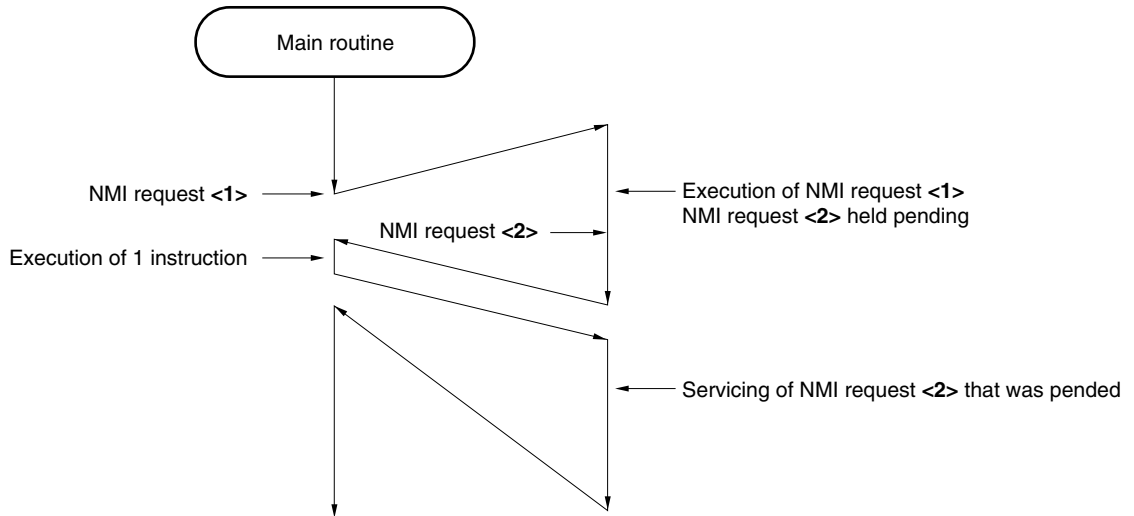 Main routine
NMI request <1>
Execution of NMI request <1>
NMI request <2> held pending
NMI request <2>
Execution of 1 instruction
Servicing of NMI request <2> that was pended